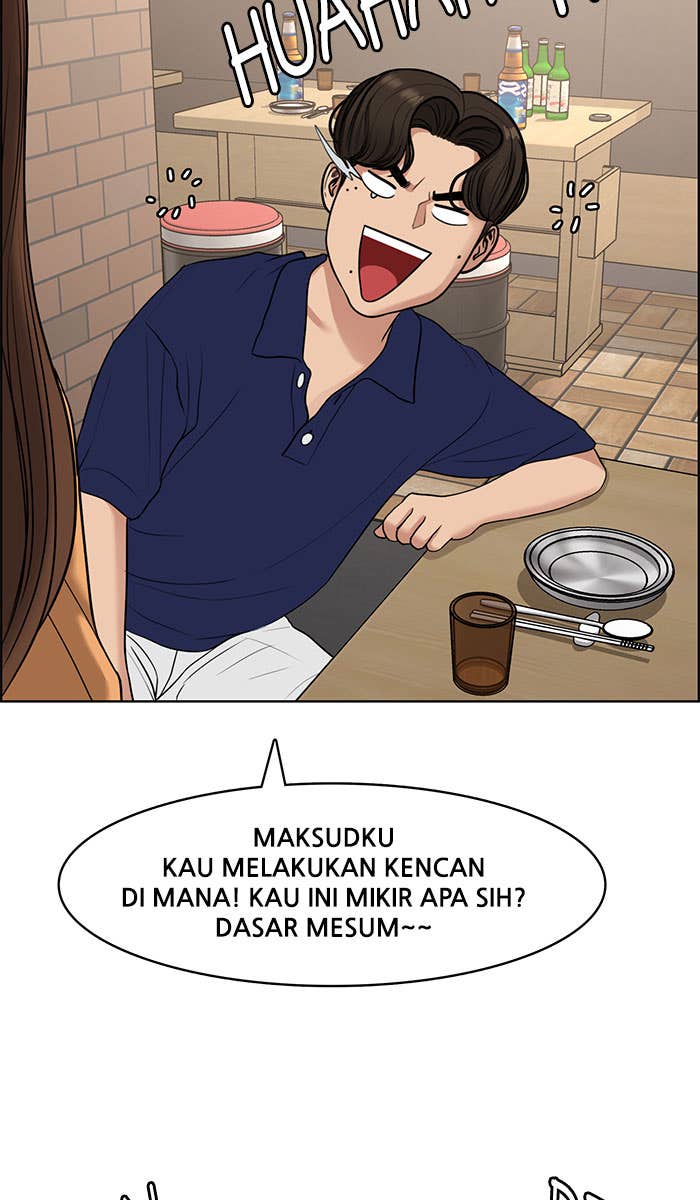 MAKSUDKU
KAU MELAKUKAN KENCAN
DI MANA! KAU INI MIKIR APA SIH?
DASAR MESUM~~